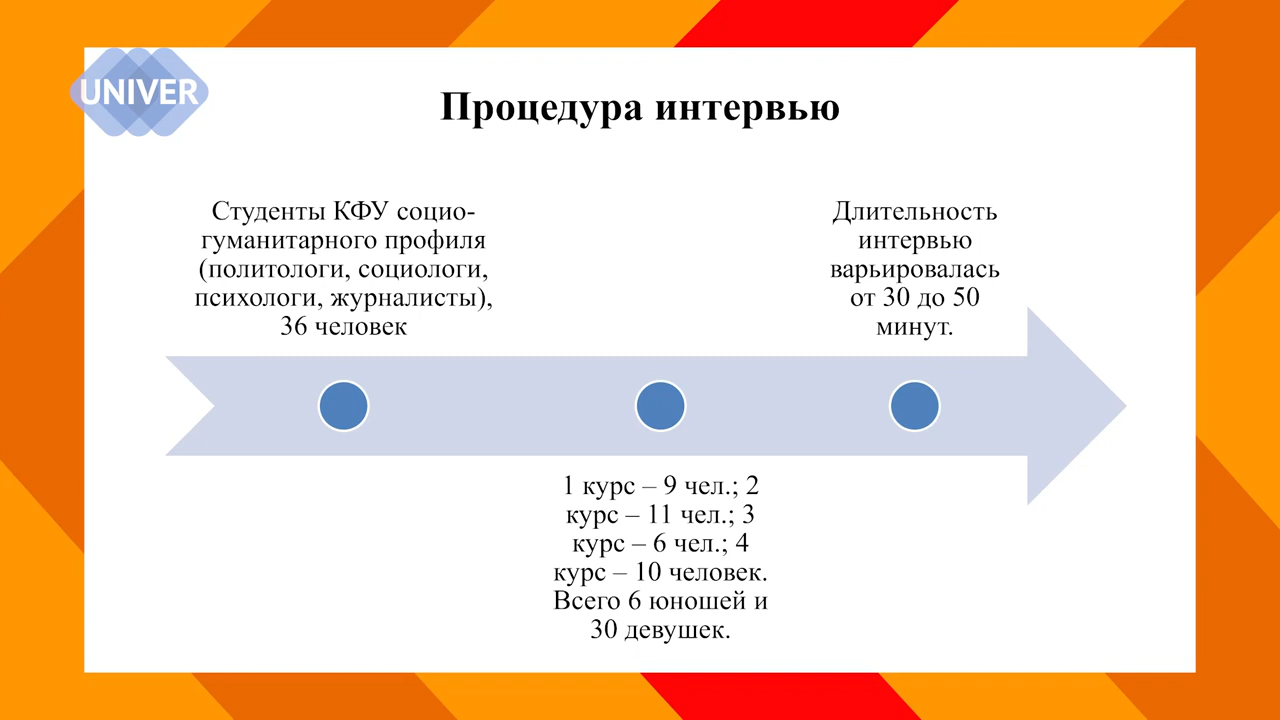 UNIVER
Процедура интервью
Студенты КФУ социо-
гуманитарного профиля
(политологи, социологи,
психологи, журналисты),
36 человек
Длительность
интервью
варьировалась
от 30 до 50
минут.
1 курс – 9 чел.; 2
курс – 11 чел.; 3
курс – 6 чел.; 4
курс – 10 человек.
Всего 6 юношей и
30 девушек.